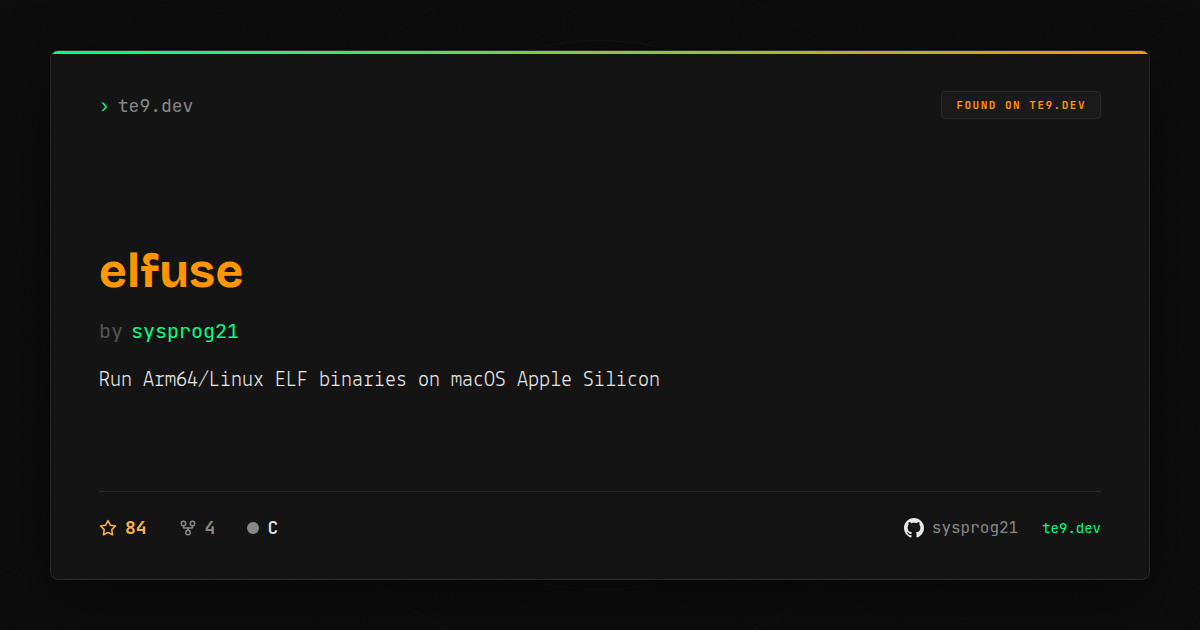 › te9.dev
FOUND ON TE9.DEV
elfuse
by sysprog21
Run Arm64/Linux ELF binaries on macOS Apple Silicon
84 4 C
sysprog21 te9.dev